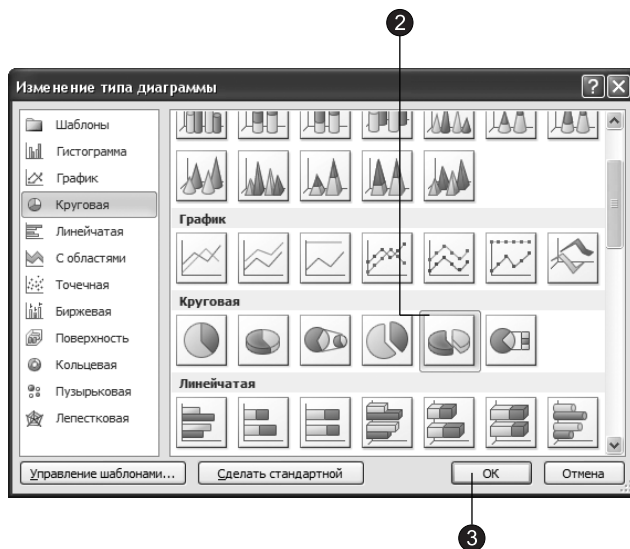 2
Изменение типа диаграммы
Шаблоны
Гистограмма
График
Круговая
Линейчатая
С областями
Точечная
Биржевая
Поверхность
Кольцевая
Пузырьковая
Лепестковая
График
Круговая
Линейчатая
Управление шаблонами...
Сделать стандартной
ОК
Отмена
3